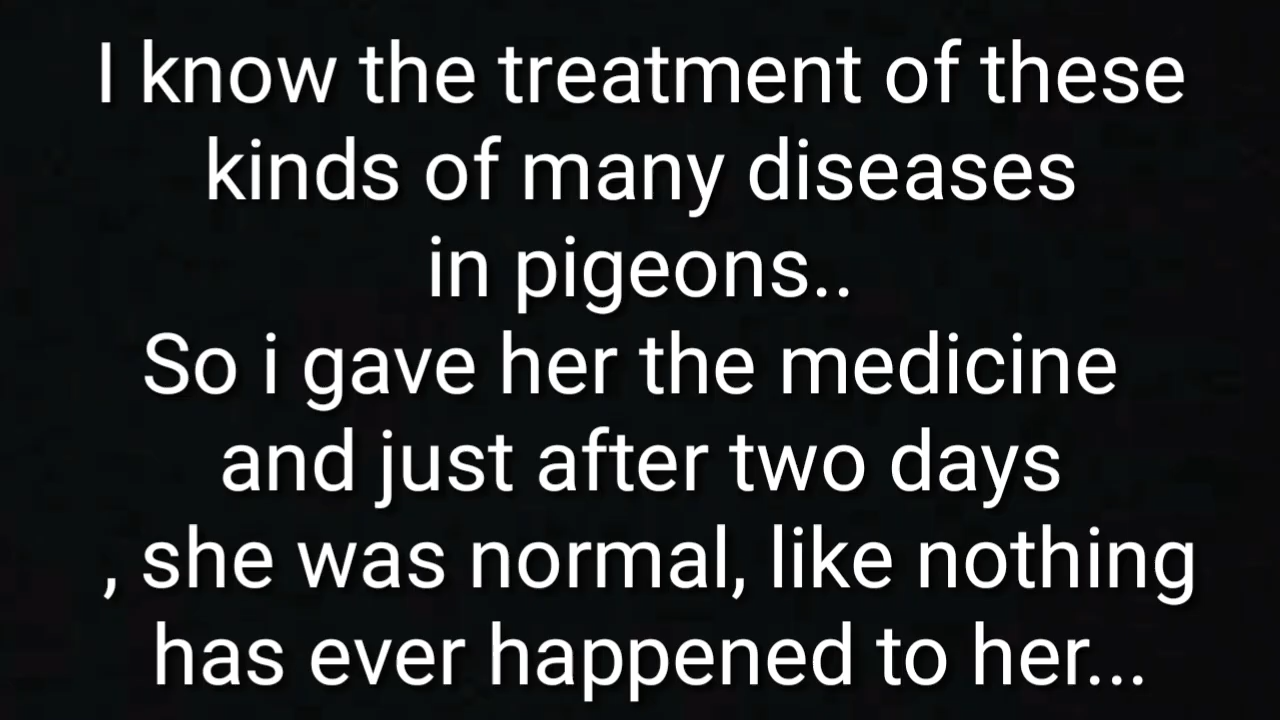 I know the treatment of these
kinds of many diseases
in pigeons..
So i gave her the medicine
and just after two days
, she was normal, like nothing
has ever happened to her...